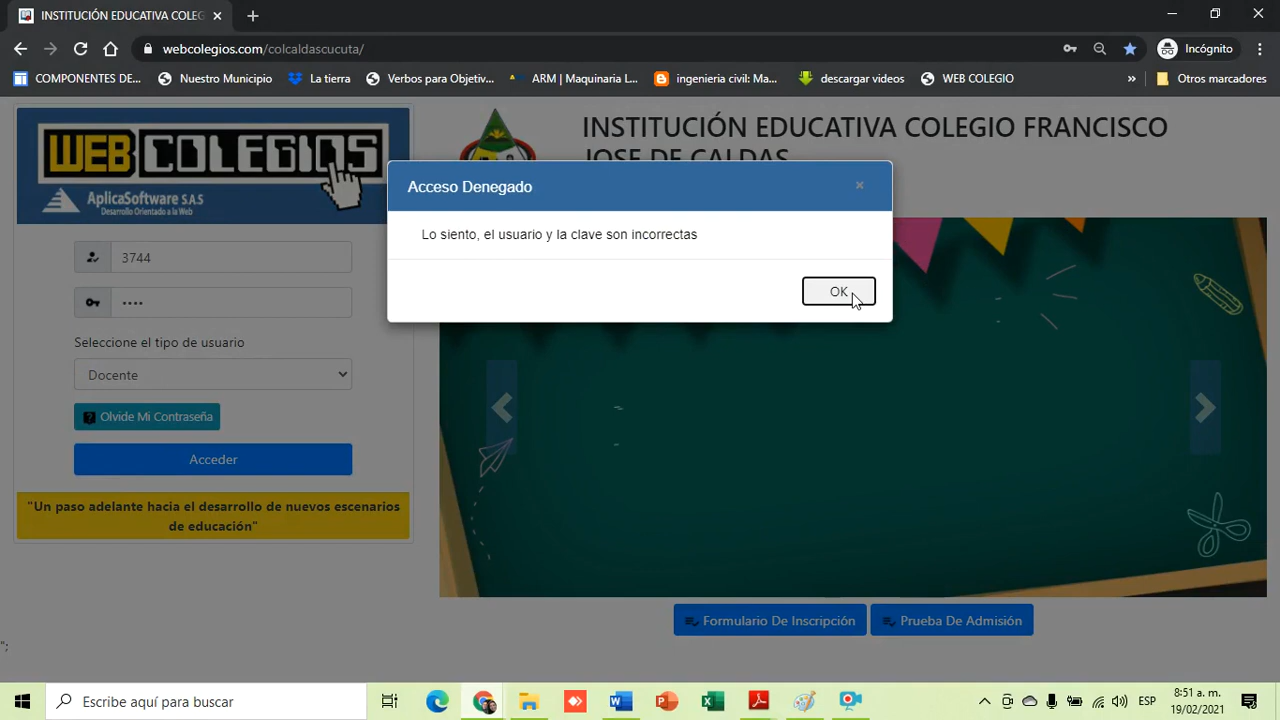 INSTITUCIÓN EDUCATIVA COLEG
webcolegios.com/colcaldascucuta/
Incógnito
COMPONENTES DE...
Nuestro Municipio
La tierra
Verbos para Objetiv...
ARM | Maquinaria L...
ingenieria civil: Ma...
descargar videos
WEB COLEGIO
»
Otros marcadores
WEB COLEGIOS
AplicaSoftware S.A.S
Desarrollo Orientado a la Web
INSTITUCIÓN EDUCATIVA COLEGIO FRANCISCO
JOSE DE CALDAS
Acceso Denegado
×
Lo siento, el usuario y la clave son incorrectas
OK
3744
••••
Seleccione el tipo de usuario
Docente
Olvide Mi Contraseña
Acceder
"Un paso adelante hacia el desarrollo de nuevos escenarios
de educación"
Formulario De Inscripción
Prueba De Admisión
";
Escribe aquí para buscar
ESP
8:51 a. m.
19/02/2021